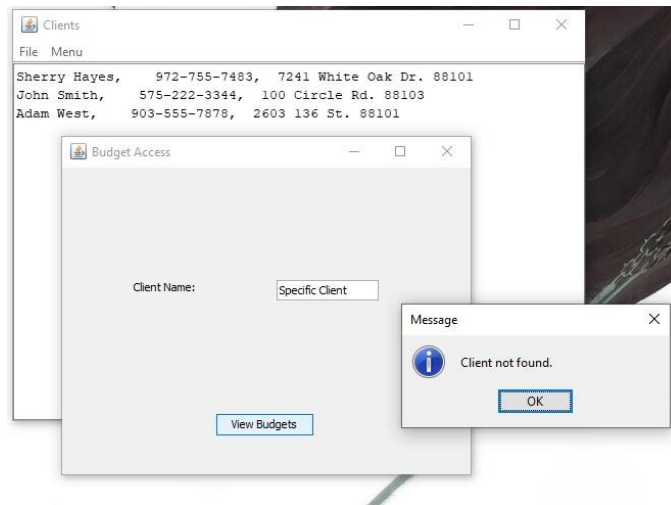 Clients
File Menu
Sherry Hayes, 972-755-7483, 7241 White Oak Dr. 88101
John Smith, 575-222-3344, 100 Circle Rd. 88103
Adam West, 903-555-7878, 2603 136 St. 88101
Budget Access
Client Name: Specific Client
Message
Client not found.
OK
View Budgets